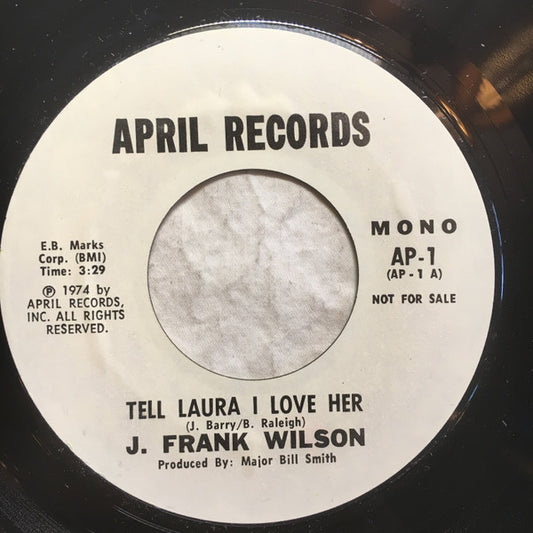 APRIL RECORDS
E.B. Marks
Corp. (BMI)
Time: 3:29
Ⓟ 1974 by
APRIL RECORDS,
INC. ALL RIGHTS
RESERVED.
MONO
AP-1
(AP-1 A)
NOT FOR SALE
TELL LAURA I LOVE HER
(J. Barry/B. Raleigh)
J. FRANK WILSON
Produced By: Major Bill Smith